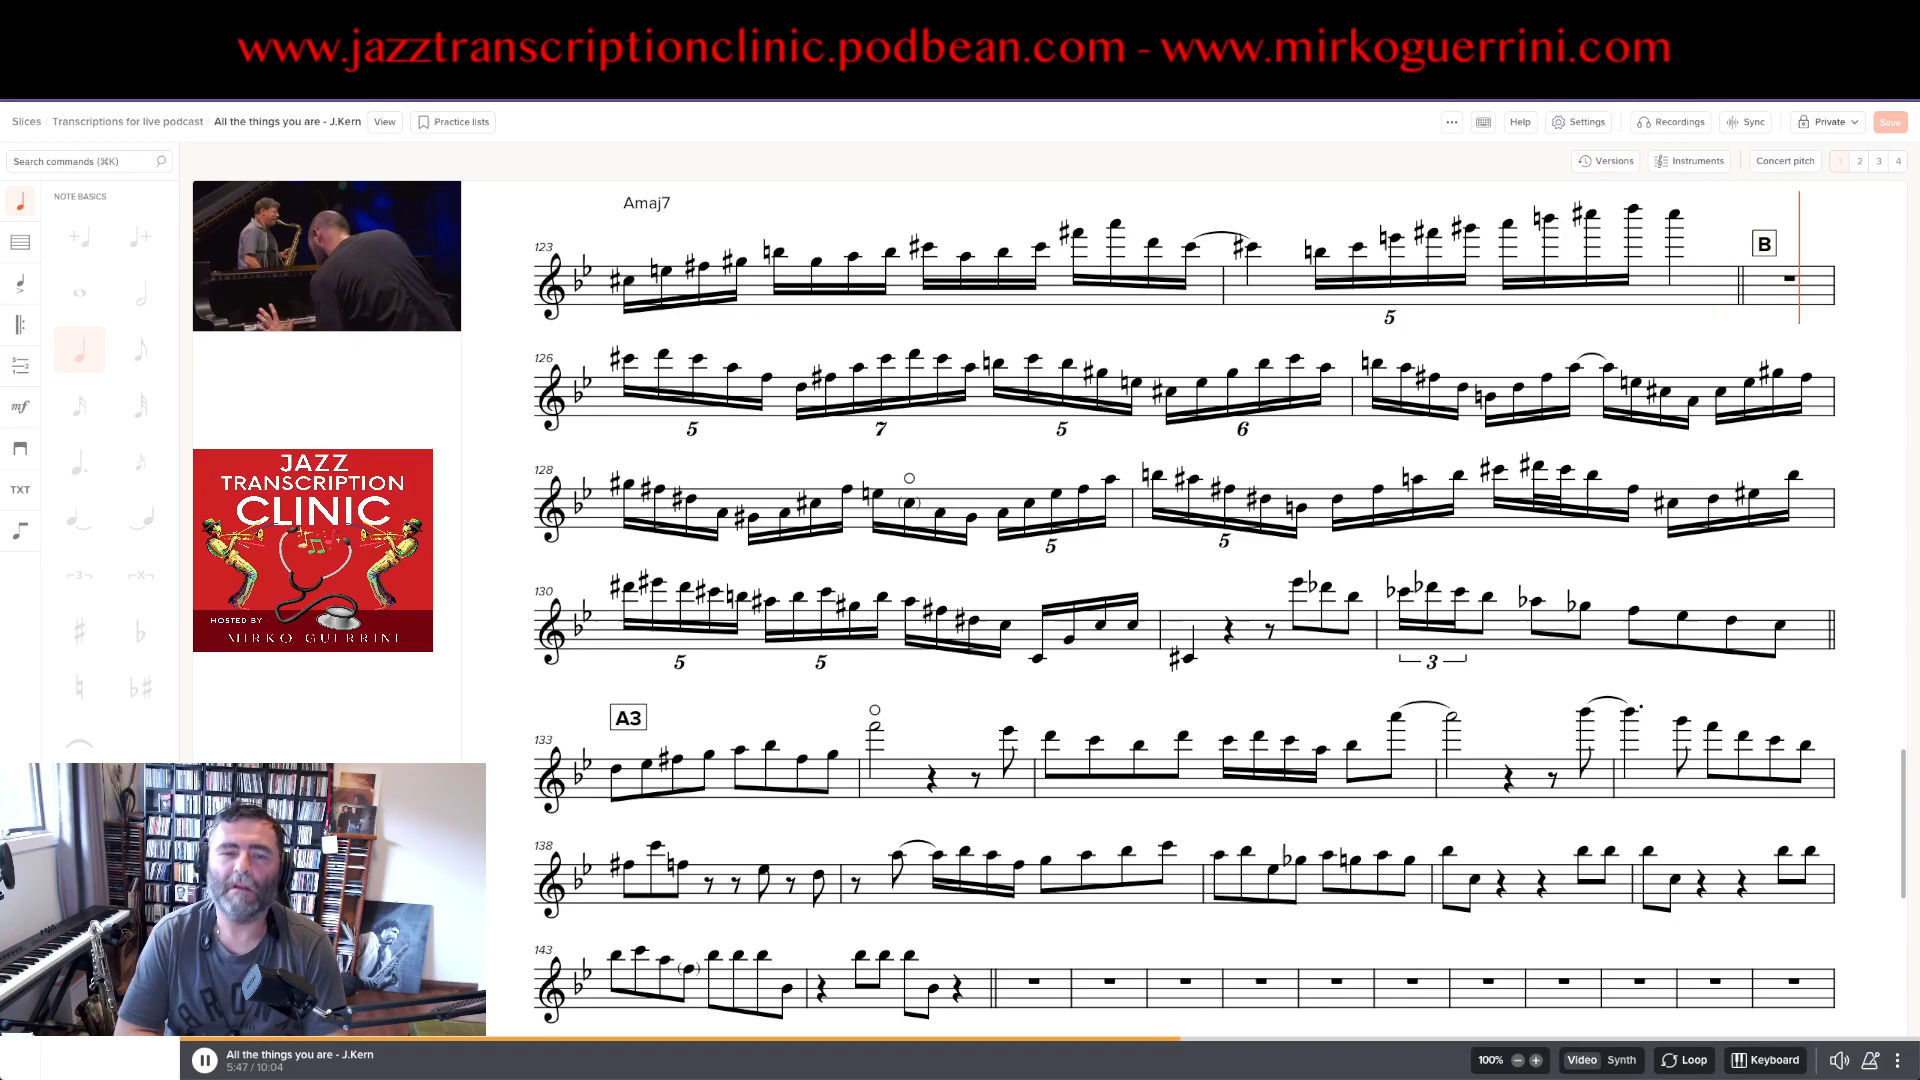 www.jazztranscriptionclinic.podbean.com - www.mirkoguerrini.com
Slices / Transcriptions for live podcast / All the things you are - J.Kern View Practice lists
Help Settings Recordings Sync Private Save
Search commands (⌘K)
Versions Instruments Concert pitch 1 2 3 4
NOTE BASICS
Amaj7
123
B
5
126
5 7 5 6
JAZZ
TRANSCRIPTION
CLINIC
HOSTED BY
MIRKO GUERRINI
128
5 5
130
5 5 3
A3
133
138
143
mf
TXT
All the things you are - J.Kern
5:47 / 10:04
100% Video Synth Loop Keyboard